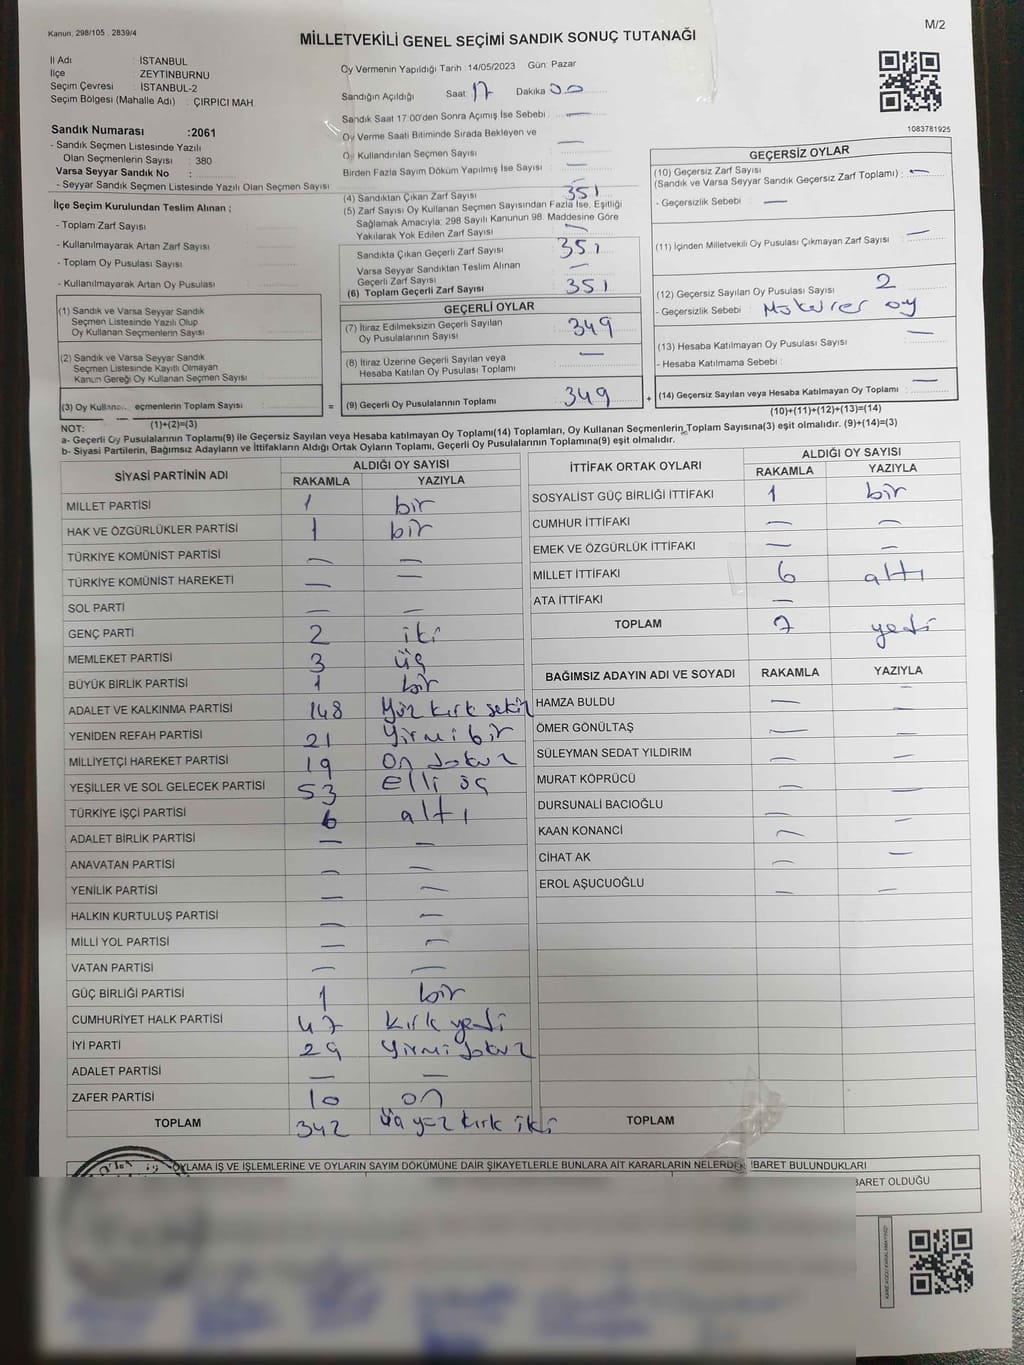 Kanun: 298/105 . 2839/4
M/2
MİLLETVEKİLİ GENEL SEÇİMİ SANDIK SONUÇ TUTANAĞI
İl Adı : İSTANBUL
İlçe : ZEYTİNBURNU
Seçim Çevresi : İSTANBUL-2
Seçim Bölgesi (Mahalle Adı) : ÇIRPICI MAH.
Sandık Numarası :2061
- Sandık Seçmen Listesinde Yazılı
Olan Seçmenlerin Sayısı : 380
Varsa Seyyar Sandık No :
- Seyyar Sandık Seçmen Listesinde Yazılı Olan Seçmen Sayısı
Oy Vermenin Yapıldığı Tarih :14/05/2023 Gün: Pazar
Sandığın Açıldığı Saat: 17 Dakika 00
Sandık Saat 17:00'den Sonra Açımış İse Sebebi : —
Oy Verme Saati Bitiminde Sırada Bekleyen ve
Oy Kullandırılan Seçmen Sayısı —
Birden Fazla Sayım Döküm Yapılmış İse Sayısı —
1083781925
İlçe Seçim Kurulundan Teslim Alınan ;
- Toplam Zarf Sayısı
- Kullanılmayarak Artan Zarf Sayısı
- Toplam Oy Pusulası Sayısı
- Kullanılmayarak Artan Oy Pusulası
(4) Sandıktan Çıkan Zarf Sayısı 351
(5) Zarf Sayısı Oy Kullanan Seçmen Sayısından Fazla İse, Eşitliği
Sağlamak Amacıyla; 298 Sayılı Kanunun 98. Maddesine Göre
Yakılarak Yok Edilen Zarf Sayısı —
Sandıkta Çıkan Geçerli Zarf Sayısı 351
Varsa Seyyar Sandıktan Teslim Alınan
Geçerli Zarf Sayısı —
(6) Toplam Geçerli Zarf Sayısı 351
GEÇERSİZ OYLAR
(10) Geçersiz Zarf Sayısı
(Sandık ve Varsa Seyyar Sandık Geçersiz Zarf Toplamı) : —
- Geçersizlik Sebebi : —
(11) İçinden Milletvekili Oy Pusulası Çıkmayan Zarf Sayısı —
(12) Geçersiz Sayılan Oy Pusulası Sayısı 2
- Geçersizlik Sebebi : Mükerrer oy
(13) Hesaba Katılmayan Oy Pusulası Sayısı —
- Hesaba Katılmama Sebebi :
(14) Geçersiz Sayılan veya Hesaba Katılmayan Oy Toplamı : —
(10)+(11)+(12)+(13)=(14)
(1) Sandık ve Varsa Seyyar Sandık
Seçmen Listesinde Yazılı Olup
Oy Kullanan Seçmenlerin Sayısı
(2) Sandık ve Varsa Seyyar Sandık
Seçmen Listesinde Kayıtlı Olmayan
Kanun Gereği Oy Kullanan Seçmen Sayısı
(3) Oy Kullana eçmenlerin Toplam Sayısı =
(1)+(2)=(3)
GEÇERLİ OYLAR
(7) İtiraz Edilmeksizin Geçerli Sayılan
Oy Pusulalarının Sayısı 349
(8) İtiraz Üzerine Geçerli Sayılan veya
Hesaba Katılan Oy Pusulası Toplamı —
(9) Geçerli Oy Pusulalarının Toplamı 349 +
NOT:
a- Geçerli Oy Pusulalarının Toplamı(9) ile Geçersiz Sayılan veya Hesaba katılmayan Oy Toplamı(14) Toplamları, Oy Kullanan Seçmenlerin Toplam Sayısına(3) eşit olmalıdır. (9)+(14)=(3)
b- Siyasi Partilerin, Bağımsız Adayların ve İttifakların Aldığı Ortak Oyların Toplamı, Geçerli Oy Pusulalarının Toplamına(9) eşit olmalıdır.
SİYASİ PARTİNİN ADI ALDIĞI OY SAYISI
RAKAMLA YAZIYLA
MİLLET PARTİSİ 1 bir
HAK VE ÖZGÜRLÜKLER PARTİSİ 1 bir
TÜRKİYE KOMÜNİST PARTİSİ — —
TÜRKİYE KOMÜNİST HAREKETİ — —
SOL PARTİ — —
GENÇ PARTİ 2 iki
MEMLEKET PARTİSİ 3 üç
BÜYÜK BİRLİK PARTİSİ 1 bir
ADALET VE KALKINMA PARTİSİ 148 Yüz kırk sekiz
YENİDEN REFAH PARTİSİ 21 Yirmi bir
MİLLİYETÇİ HAREKET PARTİSİ 19 On dokuz
YEŞİLLER VE SOL GELECEK PARTİSİ 53 Elli üç
TÜRKİYE İŞÇİ PARTİSİ 6 altı
ADALET BİRLİK PARTİSİ — —
ANAVATAN PARTİSİ — —
YENİLİK PARTİSİ — —
HALKIN KURTULUŞ PARTİSİ — —
MİLLİ YOL PARTİSİ — —
VATAN PARTİSİ — —
GÜÇ BİRLİĞİ PARTİSİ 1 bir
CUMHURİYET HALK PARTİSİ 47 Kırk yedi
İYİ PARTİ 29 Yirmi dokuz
ADALET PARTİSİ — —
ZAFER PARTİSİ 10 on
TOPLAM 342 üç yüz kırk iki
İTTİFAK ORTAK OYLARI ALDIĞI OY SAYISI
RAKAMLA YAZIYLA
SOSYALİST GÜÇ BİRLİĞİ İTTİFAKI 1 bir
CUMHUR İTTİFAKI — —
EMEK VE ÖZGÜRLÜK İTTİFAKI — —
MİLLET İTTİFAKI 6 altı
ATA İTTİFAKI —
TOPLAM 7 yedi
BAĞIMSIZ ADAYIN ADI VE SOYADI RAKAMLA YAZIYLA
HAMZA BULDU — —
ÖMER GÖNÜLTAŞ — —
SÜLEYMAN SEDAT YILDIRIM — —
MURAT KÖPRÜCÜ — —
DURSUNALİ BACIOĞLU — —
KAAN KONANCİ — —
CİHAT AK — —
EROL AŞUCUOĞLU — —
TOPLAM
OYLAMA İŞ VE İŞLEMLERİNE VE OYLARIN SAYIM DÖKÜMÜNE DAİR ŞİKAYETLERLE BUNLARA AİT KARARLARIN NELERDEN İBARET BULUNDUKLARI
BARET OLDUĞU